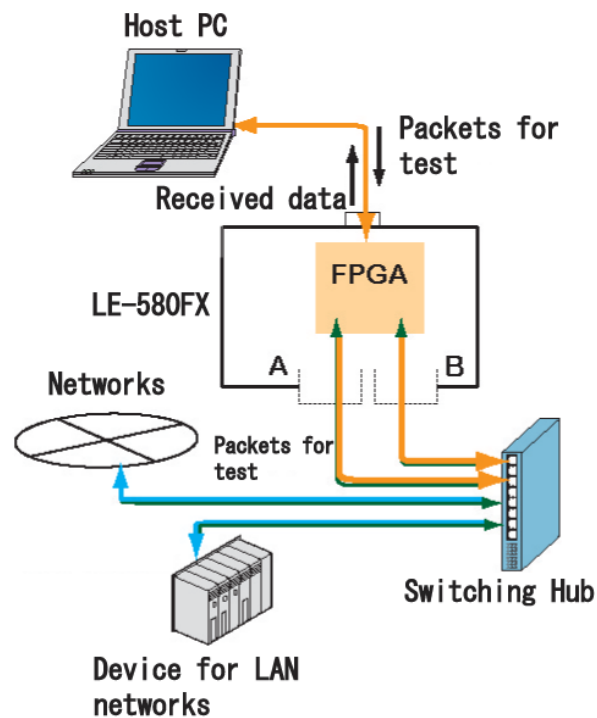 Host PC
Packets for
test
Received data
FPGA
LE-580FX
A
B
Networks
Packets for
test
Switching Hub
Device for LAN
networks